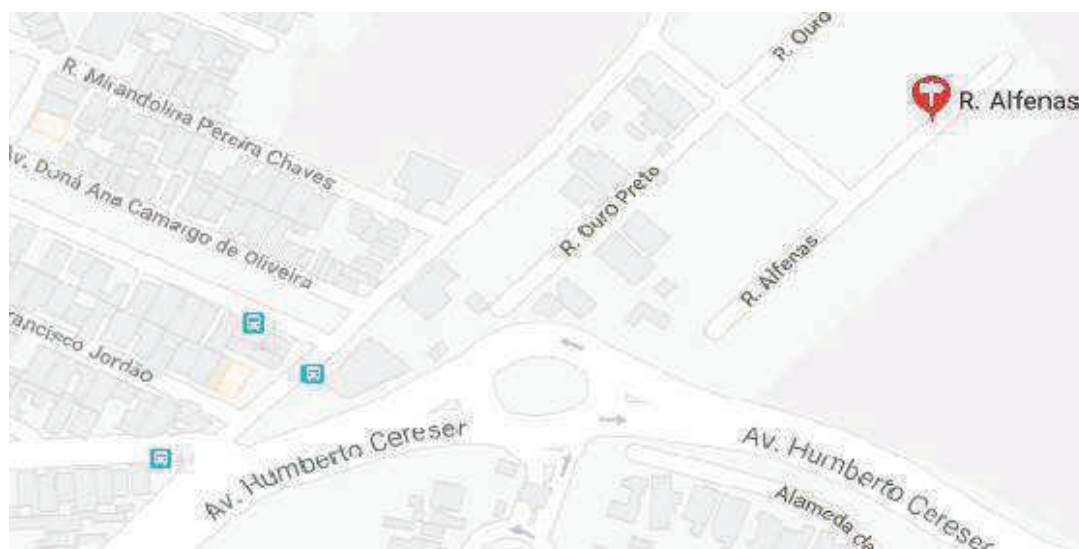 R. Ouro
R. Alfenas
R. Mirandolina Pereira Chaves
Av. Dona Ana Camargo de Oliveira
R. Ouro Preto
R. Alfenas
Francisco Jordão
Av. Humberto Cereser
Av. Humberto Cereser
Alameda da